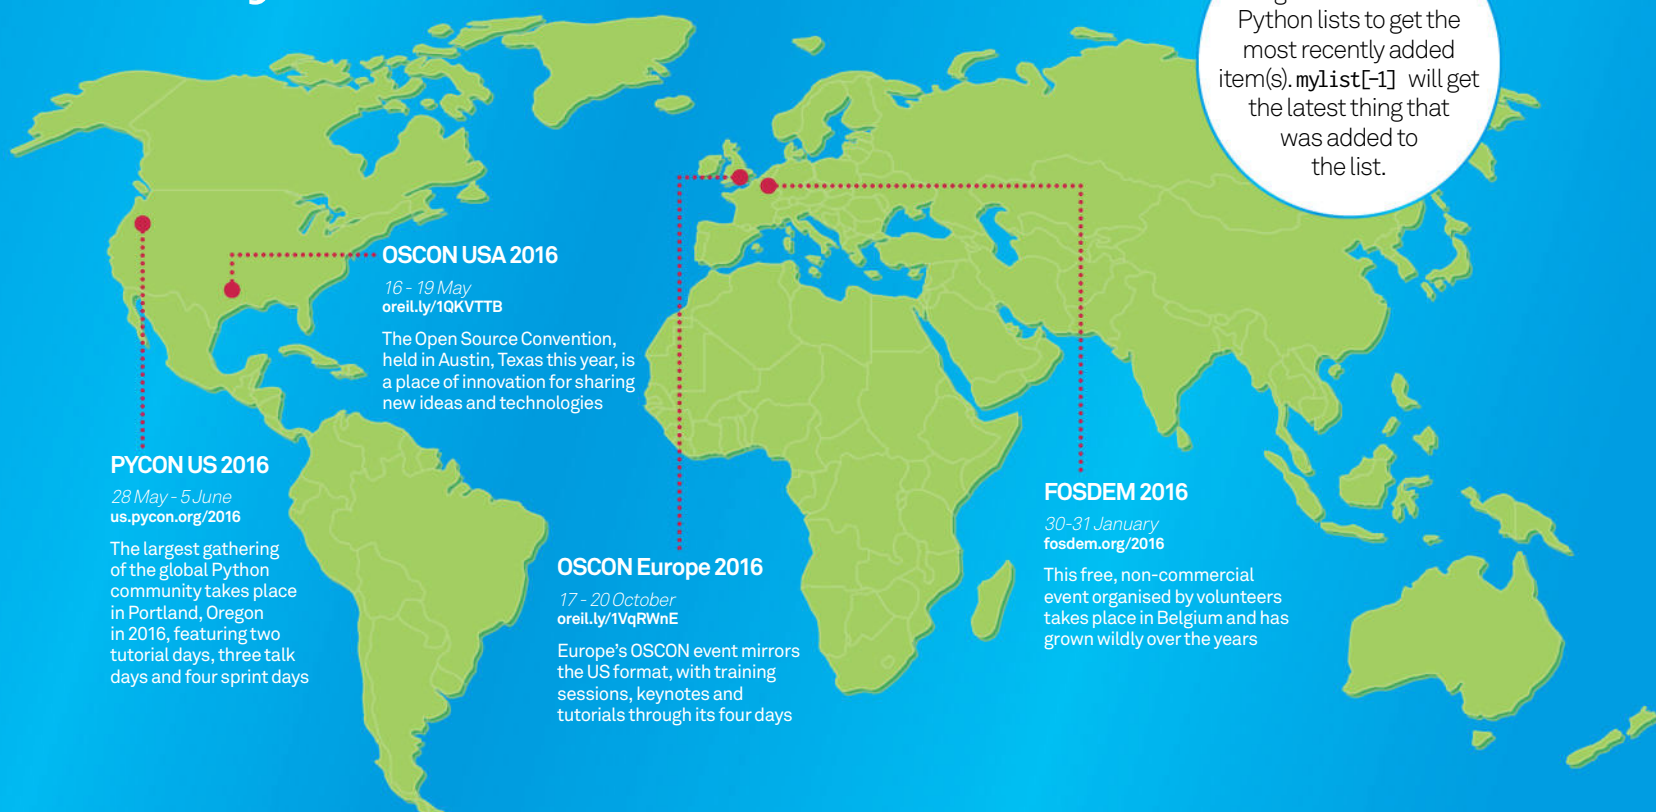 Python lists to get the
most recently added
item(s). mylist[-1] will get
the latest thing that
was added to
the list.
OSCON USA 2016
16 - 19 May
oreil.ly/1QKVTTB
The Open Source Convention,
held in Austin, Texas this year, is
a place of innovation for sharing
new ideas and technologies
PYCON US 2016
28 May - 5 June
us.pycon.org/2016
The largest gathering
of the global Python
community takes place
in Portland, Oregon
in 2016, featuring two
tutorial days, three talk
days and four sprint days
OSCON Europe 2016
17 - 20 October
oreil.ly/1VqRWnE
Europe's OSCON event mirrors
the US format, with training
sessions, keynotes and
tutorials through its four days
FOSDEM 2016
30-31 January
fosdem.org/2016
This free, non-commercial
event organised by volunteers
takes place in Belgium and has
grown wildly over the years